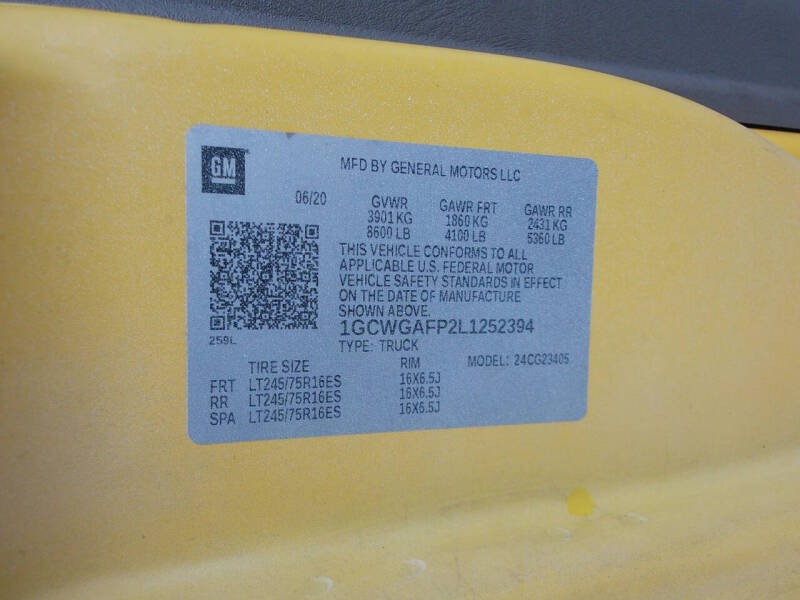 GM
MFD BY GENERAL MOTORS LLC
06/20 GVWR GAWR FRT GAWR RR
3901 KG 1860 KG 2431 KG
8600 LB 4100 LB 5360 LB
THIS VEHICLE CONFORMS TO ALL
APPLICABLE U.S. FEDERAL MOTOR
VEHICLE SAFETY STANDARDS IN EFFECT
ON THE DATE OF MANUFACTURE
SHOWN ABOVE.
1GCWGAFP2L1252394
259L
TYPE: TRUCK MODEL: 24CG23405
TIRE SIZE RIM
FRT LT245/75R16ES 16X6.5J
RR LT245/75R16ES 16X6.5J
SPA LT245/75R16ES 16X6.5J